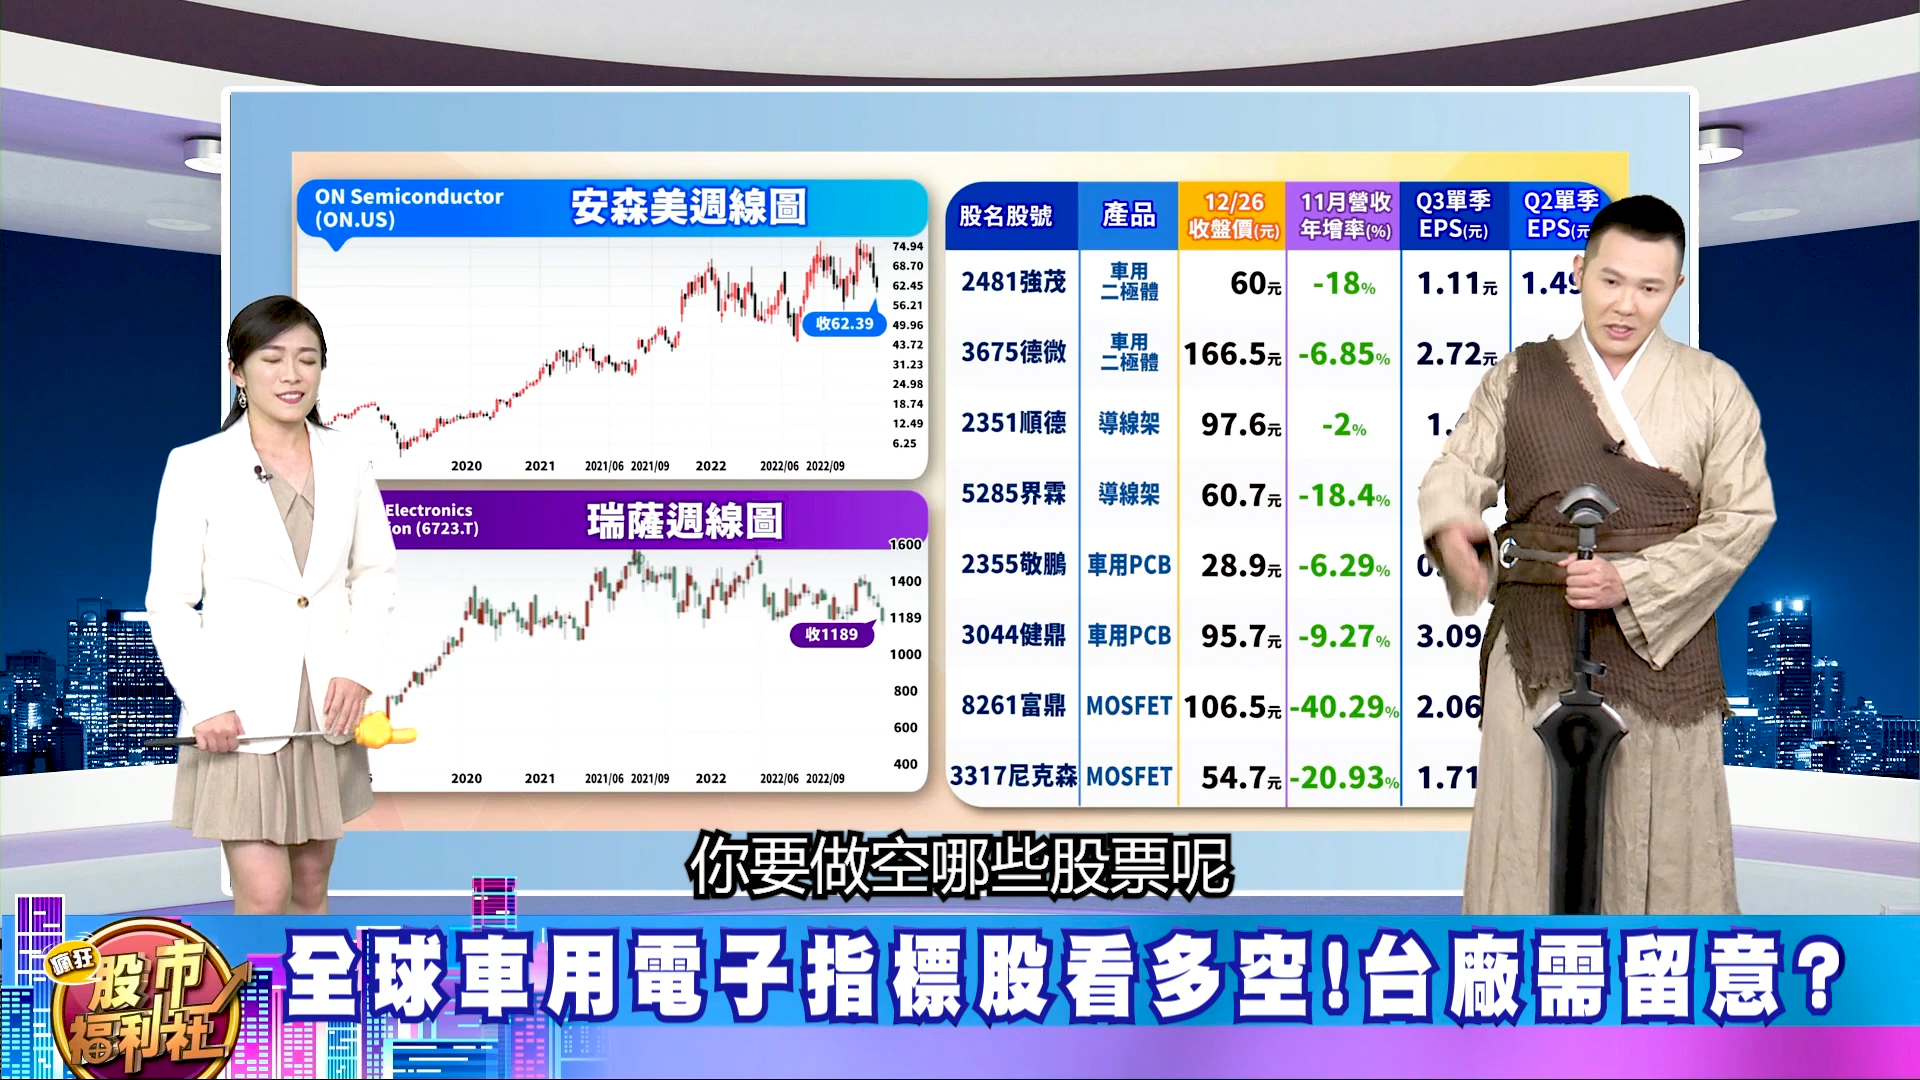 ON Semiconductor
(ON.US)
安森美週線圖
74.94
68.70
62.45
56.21
49.96
43.72
31.23
24.98
18.74
12.49
6.25
收62.39
2020 2021 2021/06 2021/09 2022 2022/06 2022/09
Electronics
(6723.T)
瑞薩週線圖
1600
1400
1189
1000
800
600
400
收1189
2020 2021 2021/06 2021/09 2022 2022/06 2022/09
股名股號 產品 12/26 收盤價(元) 11月營收 年增率(%) Q3單季 EPS(元) Q2單季 EPS(元
2481強茂 車用二極體 60元 -18% 1.11元 1.49
3675德微 車用二極體 166.5元 -6.85% 2.72元
2351順德 導線架 97.6元 -2% 1.
5285界霖 導線架 60.7元 -18.4%
2355敬鵬 車用PCB 28.9元 -6.29% 0
3044健鼎 車用PCB 95.7元 -9.27% 3.09
8261富鼎 MOSFET 106.5元 -40.29% 2.06
3317尼克森 MOSFET 54.7元 -20.93% 1.71
你要做空哪些股票呢
瘋狂
股市
福利社
全球車用電子指標股看多空!台廠需留意?